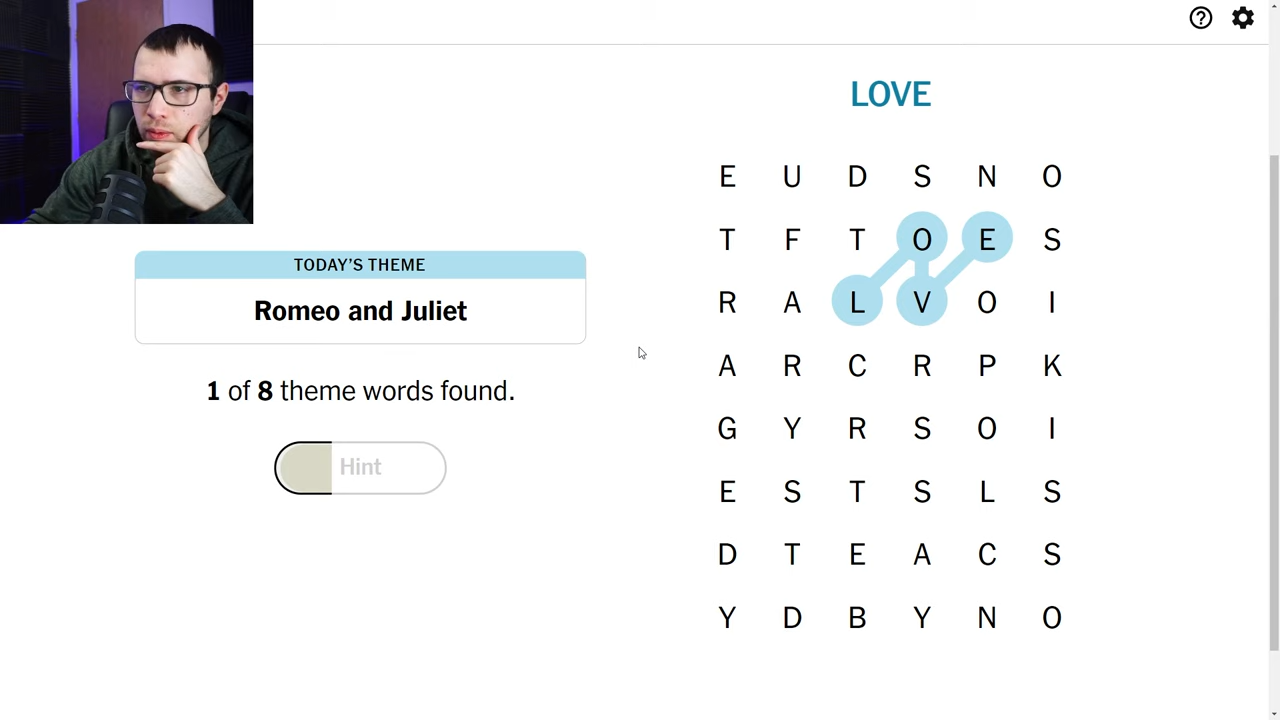 LOVE
E U D S N O
T F T O E S
TODAY'S THEME
Romeo and Juliet
R A L V O I
A R C R P K
1 of 8 theme words found.
G Y R S O I
Hint
E S T S L S
D T E A C S
Y D B Y N O